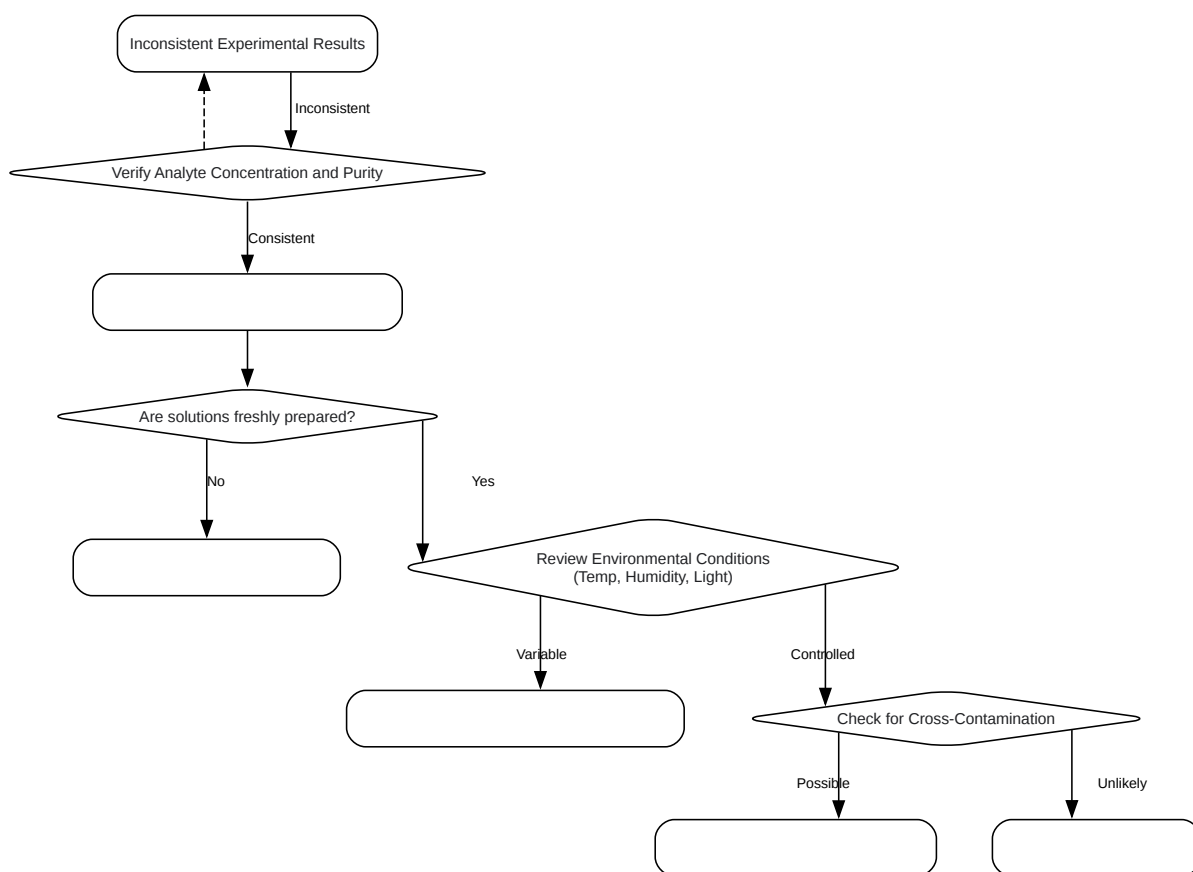 Inconsistent Experimental Results
Inconsistent
Verify Analyte Concentration and Purity
Consistent
Are solutions freshly prepared?
No
Yes
Review Environmental Conditions
(Temp, Humidity, Light)
Variable
Controlled
Check for Cross-Contamination
Possible
Unlikely